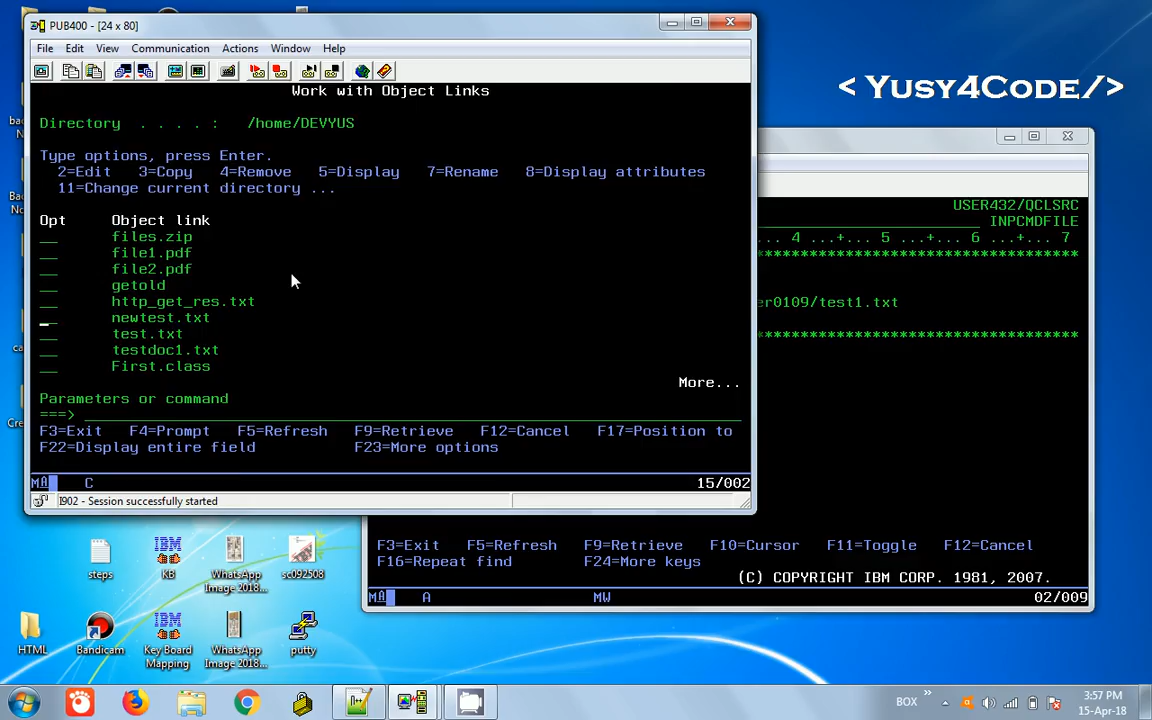 PUB400 - [24 x 80]
File Edit View Communication Actions Window Help
Work with Object Links
Directory . . . . : /home/DEVYUS
Type options, press Enter.
2=Edit 3=Copy 4=Remove 5=Display 7=Rename 8=Display attributes
11=Change current directory ...
Opt Object link
files.zip
file1.pdf
file2.pdf
getold
http_get_res.txt
newtest.txt
test.txt
testdoc1.txt
First.class
More...
Parameters or command
===>
F3=Exit F4=Prompt F5=Refresh F9=Retrieve F12=Cancel F17=Position to
F22=Display entire field F23=More options
MA C 15/002
I902 - Session successfully started
< Yusy4Code/>
USER432/QCLSRC
INPCMDFILE
... 4 ...+... 5 ...+... 6 ...+... 7
***********************************
er0109/test1.txt
***********************************
F3=Exit F5=Refresh F9=Retrieve F10=Cursor F11=Toggle F12=Cancel
F16=Repeat find F24=More keys
(C) COPYRIGHT IBM CORP. 1981, 2007.
MA A MW 02/009
steps
IBM
KB
WhatsApp
Image 2018...
sc092508
HTML
Bandicam
IBM
Key Board
Mapping
WhatsApp
Image 2018...
putty
BOX
3:57 PM
15-Apr-18